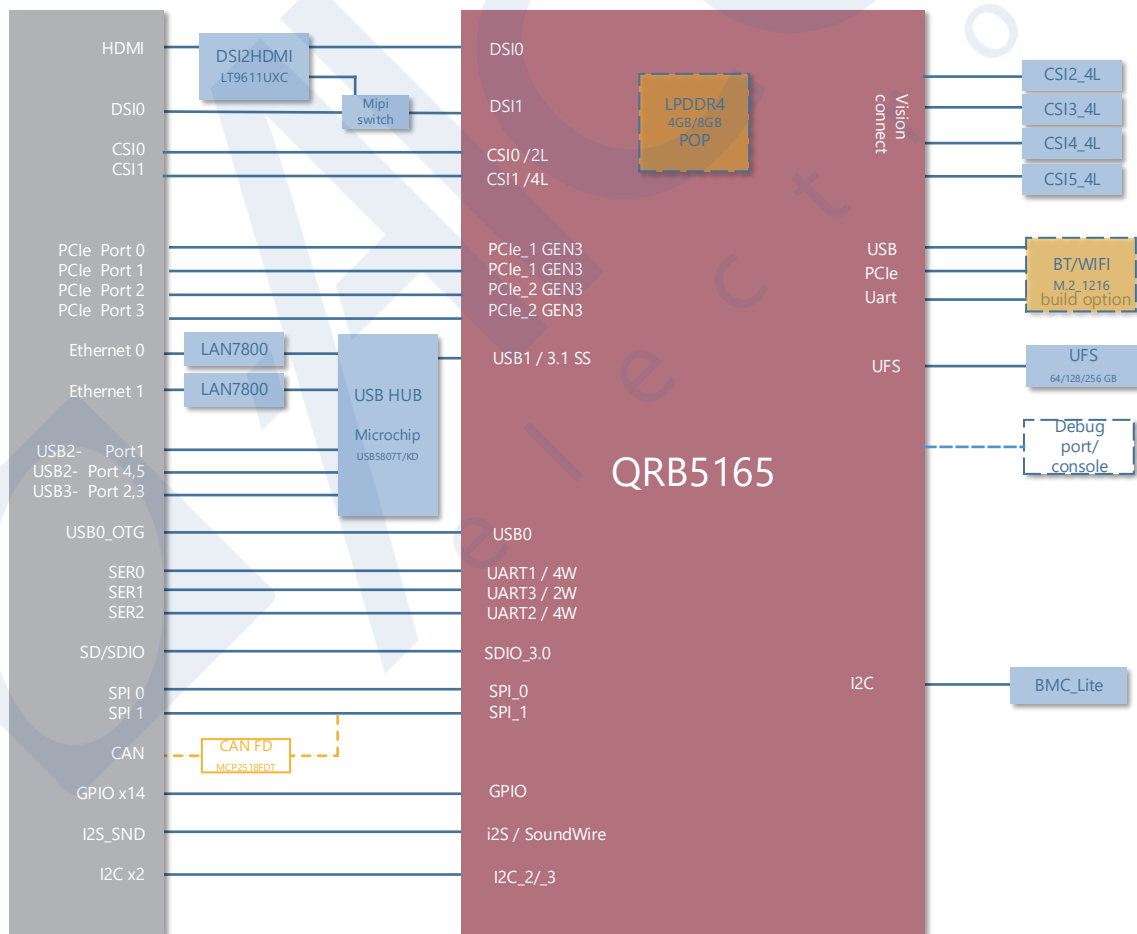 HDMI
DSI0
CSI0
CSI1
PCIe Port 0
PCIe Port 1
PCIe Port 2
PCIe Port 3
Ethernet 0
Ethernet 1
USB2- Port1
USB2- Port 4,5
USB3- Port 2,3
USB0_OTG
SER0
SER1
SER2
SD/SDIO
SPI 0
SPI 1
CAN
GPIO x14
I2S_SND
I2C x2
DSI2HDMI
LT9611UXC
Mipi
switch
LAN7800
LAN7800
USB HUB
Microchip
USB5807T/KD
CAN FD
MCP2518FDT
DSI0
DSI1
CSI0 /2L
CSI1 /4L
PCIe_1 GEN3
PCIe_1 GEN3
PCIe_2 GEN3
PCIe_2 GEN3
USB1 / 3.1 SS
USB0
UART1 / 4W
UART3 / 2W
UART2 / 4W
SDIO_3.0
SPI_0
SPI_1
GPIO
i2S / SoundWire
I2C_2/_3
LPDDR4
4GB/8GB
POP
QRB5165
Vision
connect
USB
PCIe
Uart
UFS
I2C
CSI2_4L
CSI3_4L
CSI4_4L
CSI5_4L
BT/WIFI
M.2_1216
build option
UFS
64/128/256 GB
Debug
port/
console
BMC_Lite